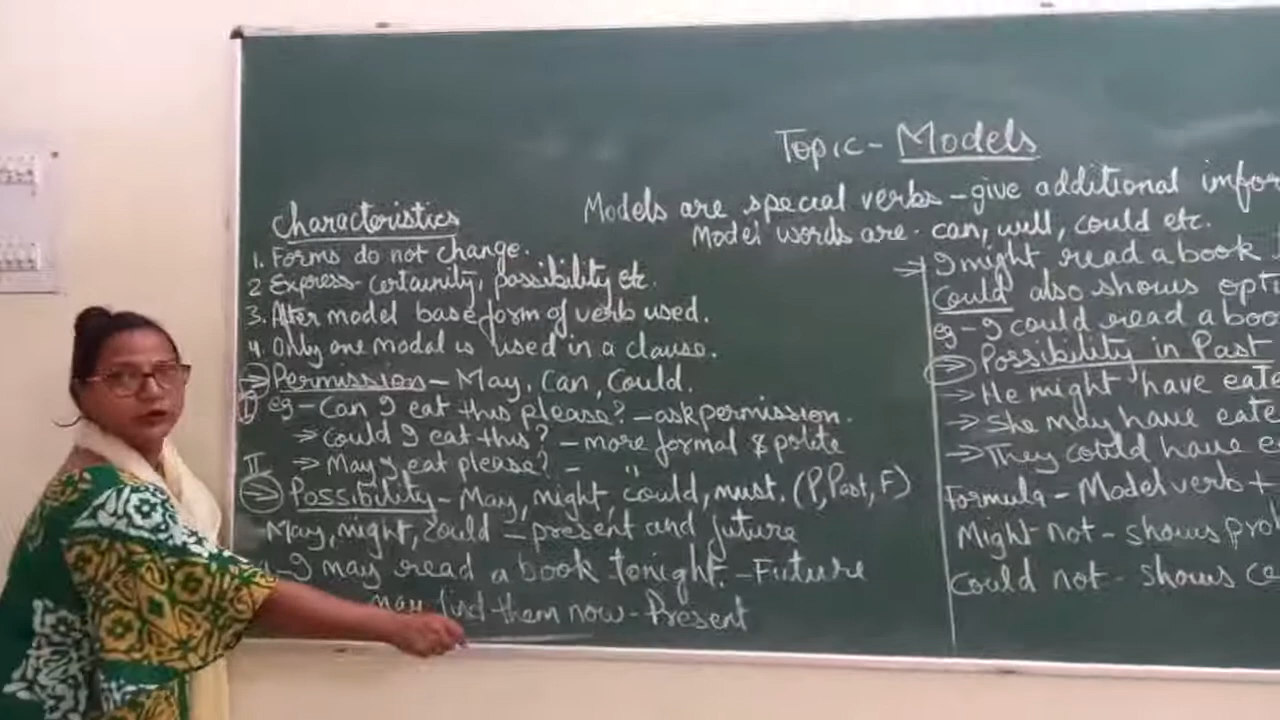 Topic - Models
Models are special verbs - give additional infor
Model words are. can, will, could etc.
Characteristics
1. Forms do not change.
2 Express - Certainity, possibility etc.
3. After model base form of verb used.
4. Only one modal is used in a clause.
→ Permission - May, Can, Could.
I eg - Can I eat this please? - ask permission.
→ Could I eat this? - more formal & polite
II → May I eat please? - "
→ Possibility - May, might, could, must. (P, Past, F)
May, might, could - present and future
I may read a book tonight. - Future
may find them now - Present
→ I might read a book
Could also shows opti
eg - I could read a boo
→ Possibility in Past
→ He might have eate
→ She may have eate
→ They could have e
Formula - Model verb +
Might not - shows prob
Could not - shows ce